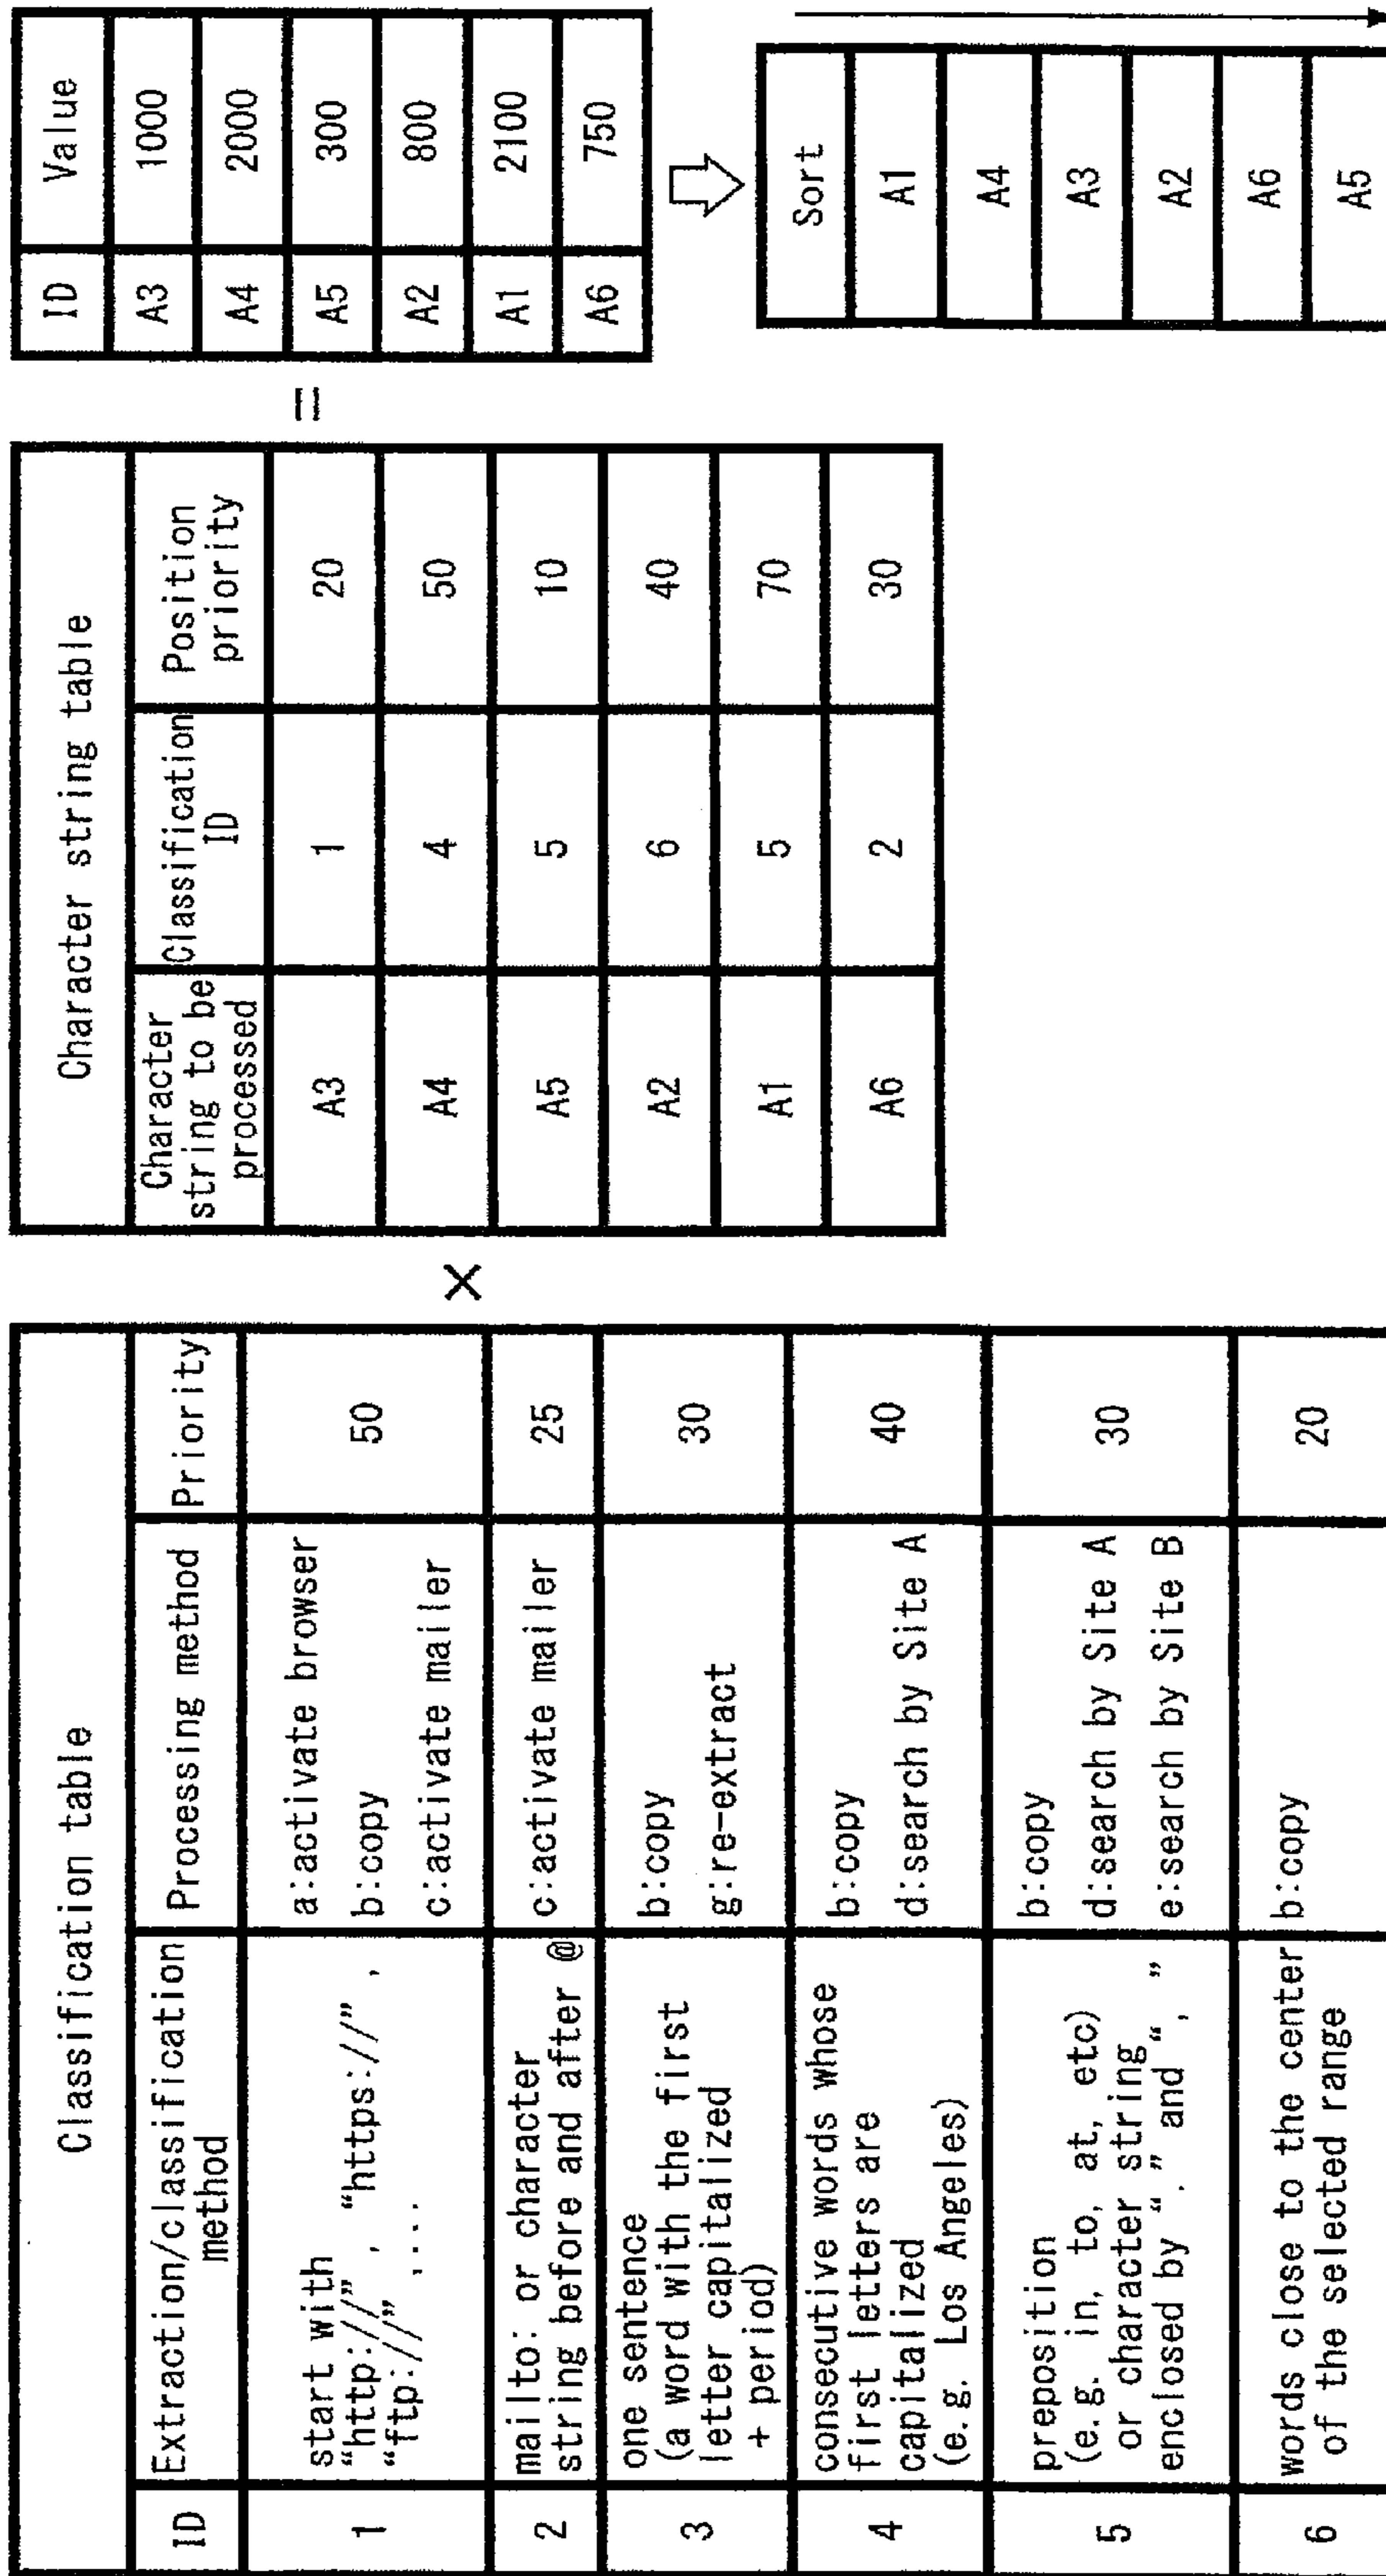 Classification table
ID
Extraction/classification
method
Processing method
Priority
1
start with
“http://” , “https://” ,
“ftp://” ....
a:activate browser
b:copy
c:activate mailer
50
2
mailto: or character
string before and after @
c:activate mailer
25
3
one sentence
(a word with the first
letter capitalized
+ period)
b:copy
g:re-extract
30
4
consecutive words whose
first letters are
capitalized
(e.g. Los Angeles)
b:copy
d:search by Site A
40
5
preposition
(e.g. in, to, at, etc)
or character string
enclosed by “ . ” and “ , ”
b:copy
d:search by Site A
e:search by Site B
30
6
words close to the center
of the selected range
b:copy
20
×
Character string table
Character
string to be
processed
Classification
ID
Position
priority
A3 1 20
A4 4 50
A5 5 10
A2 6 40
A1 5 70
A6 2 30
=
ID Value
A3 1000
A4 2000
A5 300
A2 800
A1 2100
A6 750
Sort
A1
A4
A3
A2
A6
A5